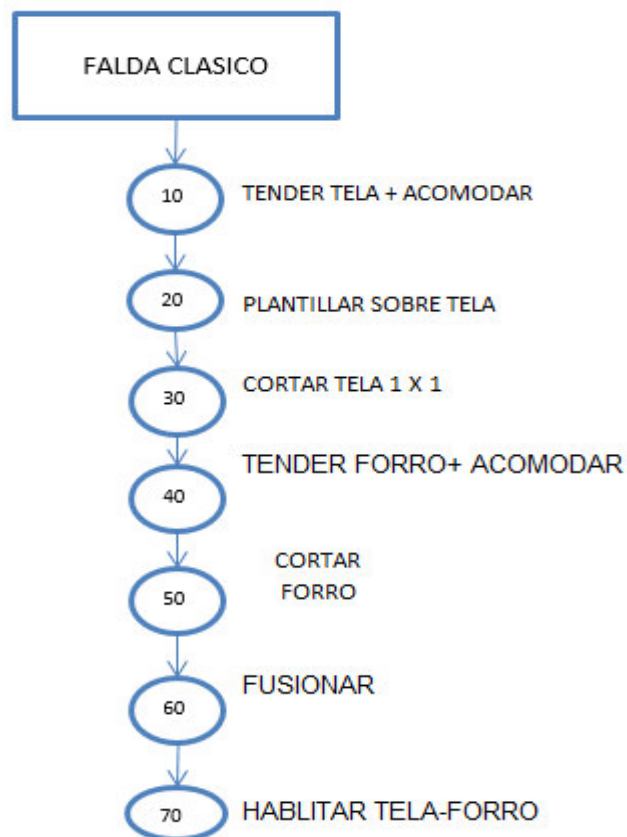 FALDA CLASICO
10 TENDER TELA + ACOMODAR
20 PLANTILLAR SOBRE TELA
30 CORTAR TELA 1 X 1
40 TENDER FORRO+ ACOMODAR
50 CORTAR
FORRO
60 FUSIONAR
70 HABLITAR TELA-FORRO